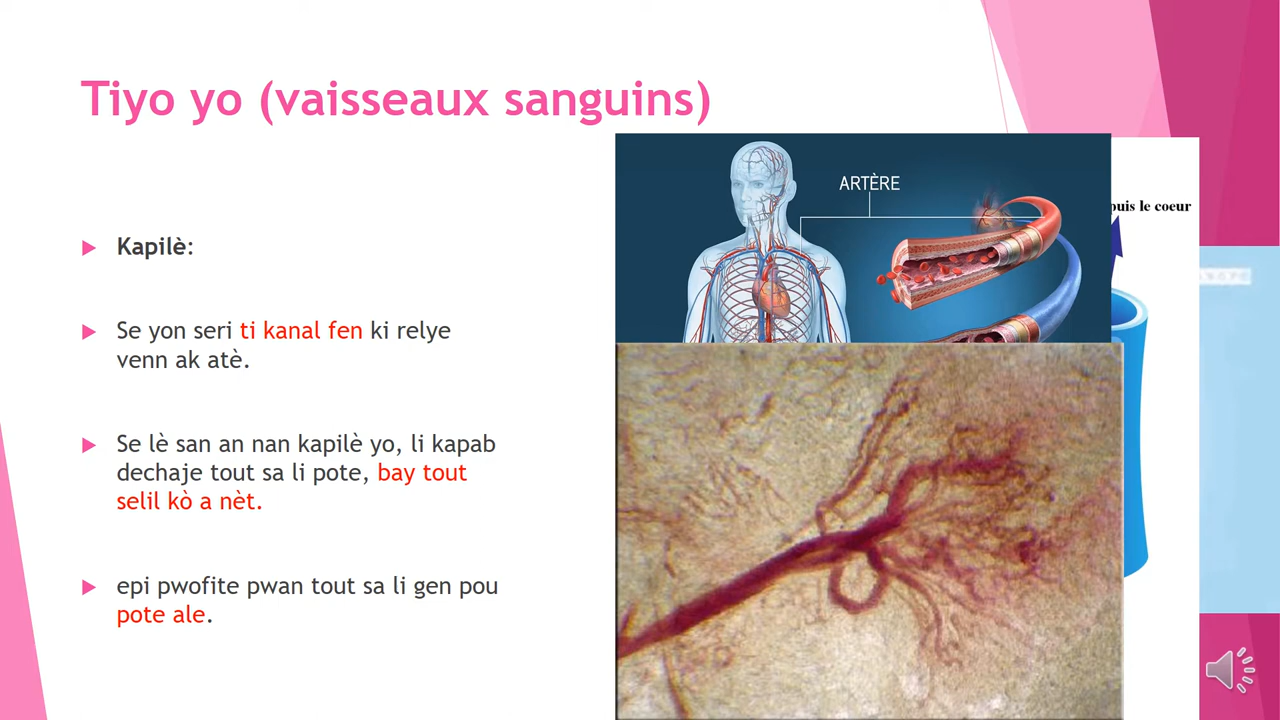 Tiyo yo (vaisseaux sanguins)
Kapilè:
Se yon seri ti kanal fen ki relye
venn ak atè.
Se lè san an nan kapilè yo, li kapab
dechaje tout sa li pote, bay tout
selil kò a nèt.
epi pwofite pwan tout sa li gen pou
pote ale.
ARTÈRE
puis le coeur